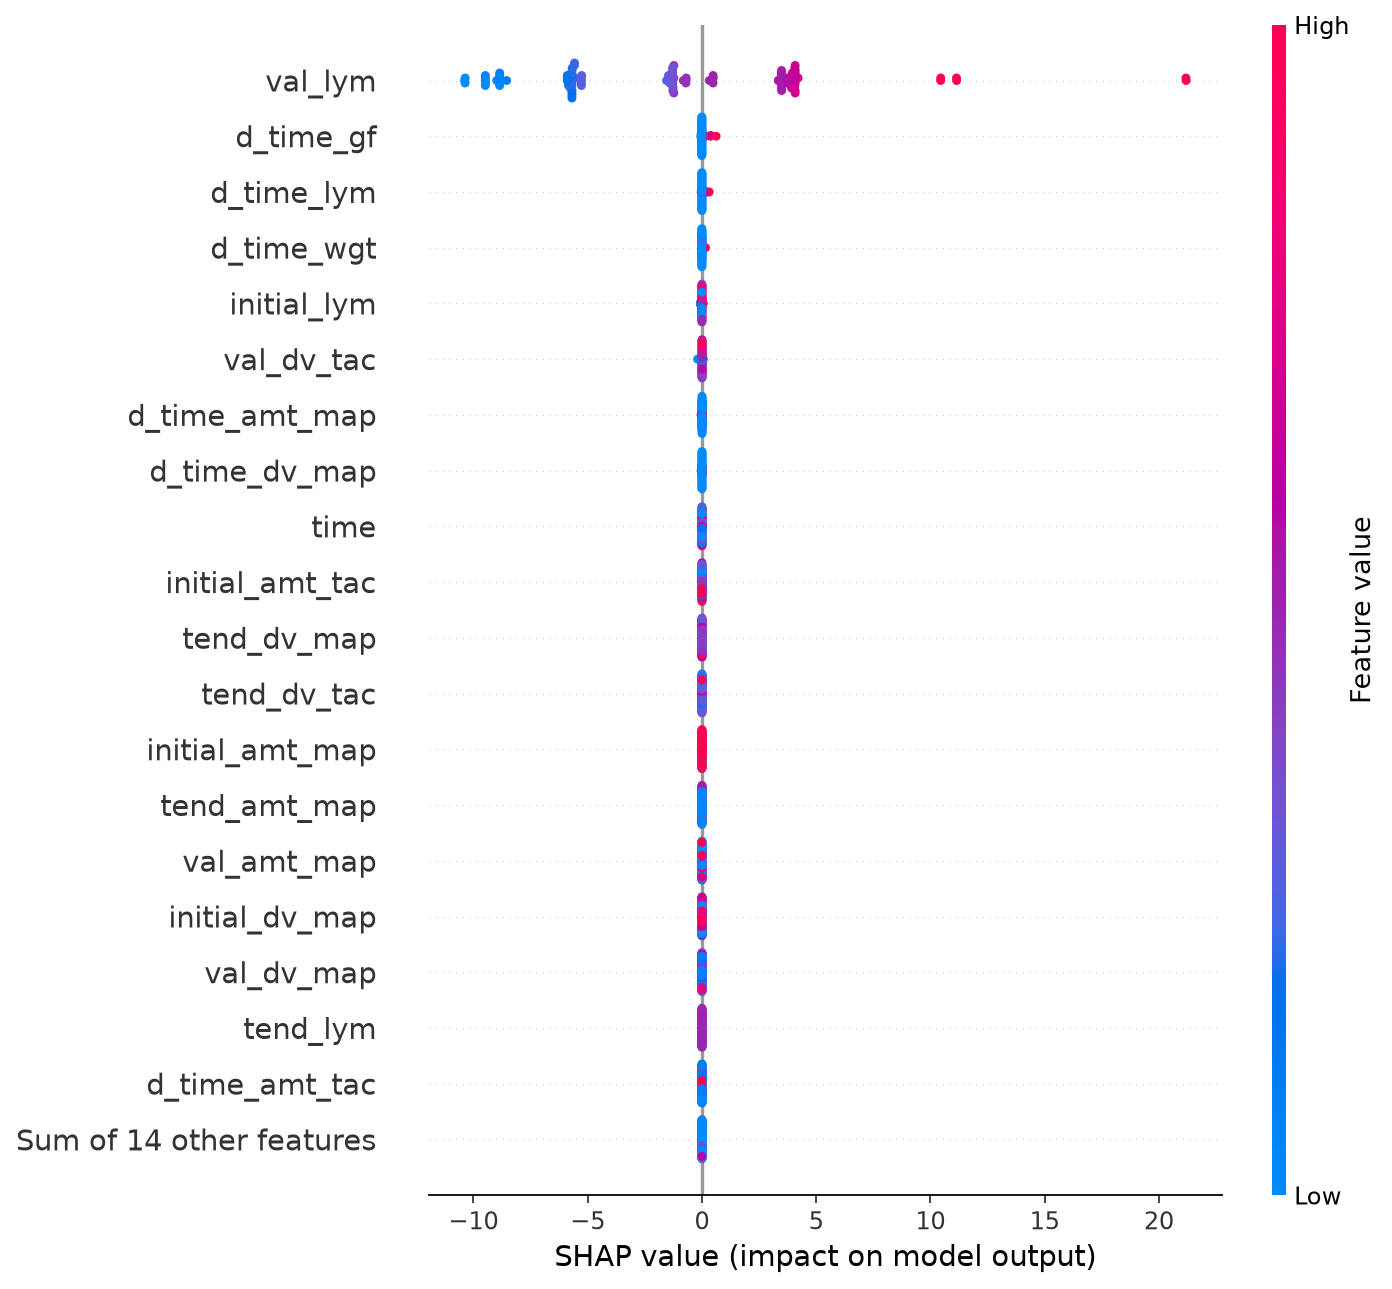 High
val_lym
d_time_gf
d_time_lym
d_time_wgt
initial_lym
val_dv_tac
d_time_amt_map
d_time_dv_map
time
initial_amt_tac
tend_dv_map
tend_dv_tac
initial_amt_map
tend_amt_map
val_amt_map
initial_dv_map
val_dv_map
tend_lym
d_time_amt_tac
Sum of 14 other features
Feature value
Low
−10 −5 0 5 10 15 20
SHAP value (impact on model output)